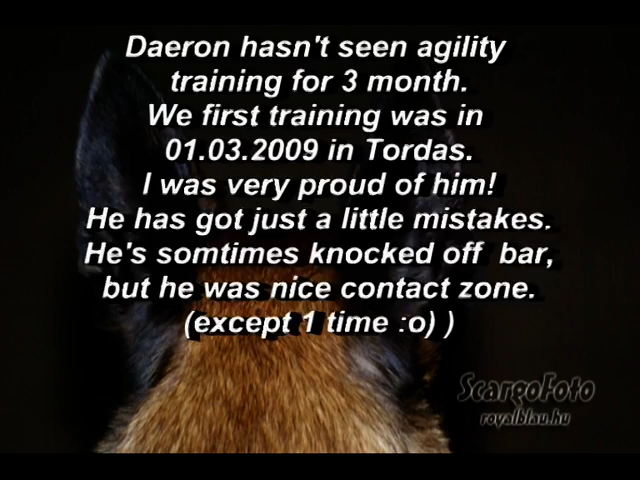 Daeron hasn't seen agility
training for 3 month.
We first training was in
01.03.2009 in Tordas.
I was very proud of him!
He has got just a little mistakes.
He's somtimes knocked off bar,
but he was nice contact zone.
(except 1 time :o) )
ScargoFoto
royalblau.hu